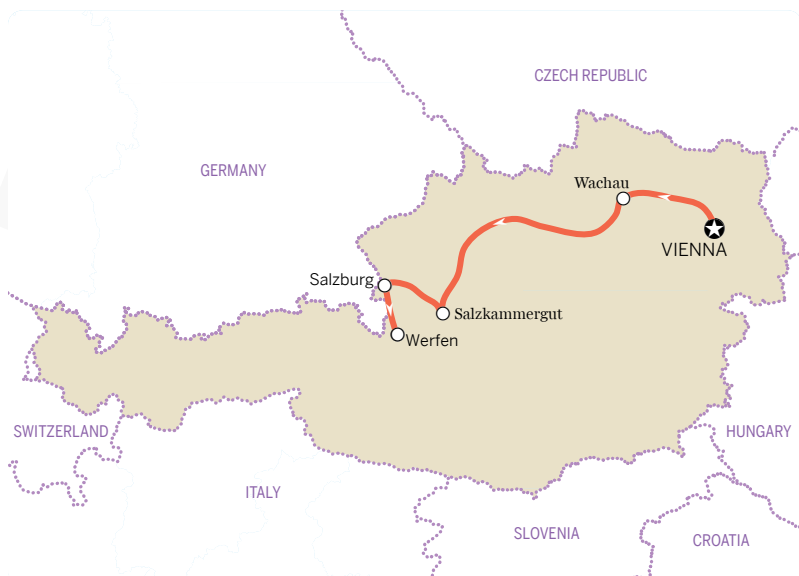 CZECH REPUBLIC
GERMANY
Wachau
VIENNA
Salzburg
Salzkammergut
Werfen
SWITZERLAND
HUNGARY
ITALY
SLOVENIA
CROATIA